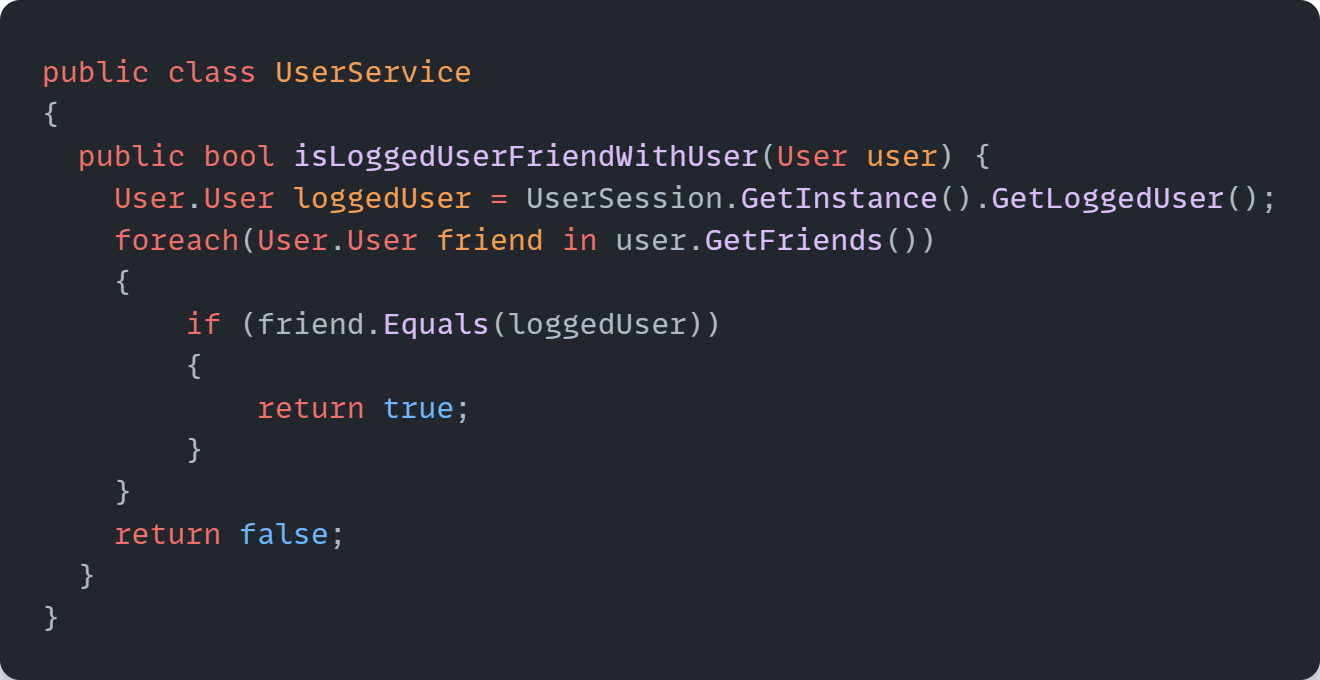 public class UserService
{
  public bool isLoggedUserFriendWithUser(User user) {
    User.User loggedUser = UserSession.GetInstance().GetLoggedUser();
    foreach(User.User friend in user.GetFriends())
    {
        if (friend.Equals(loggedUser))
        {
            return true;
        }
    }
    return false;
  }
}